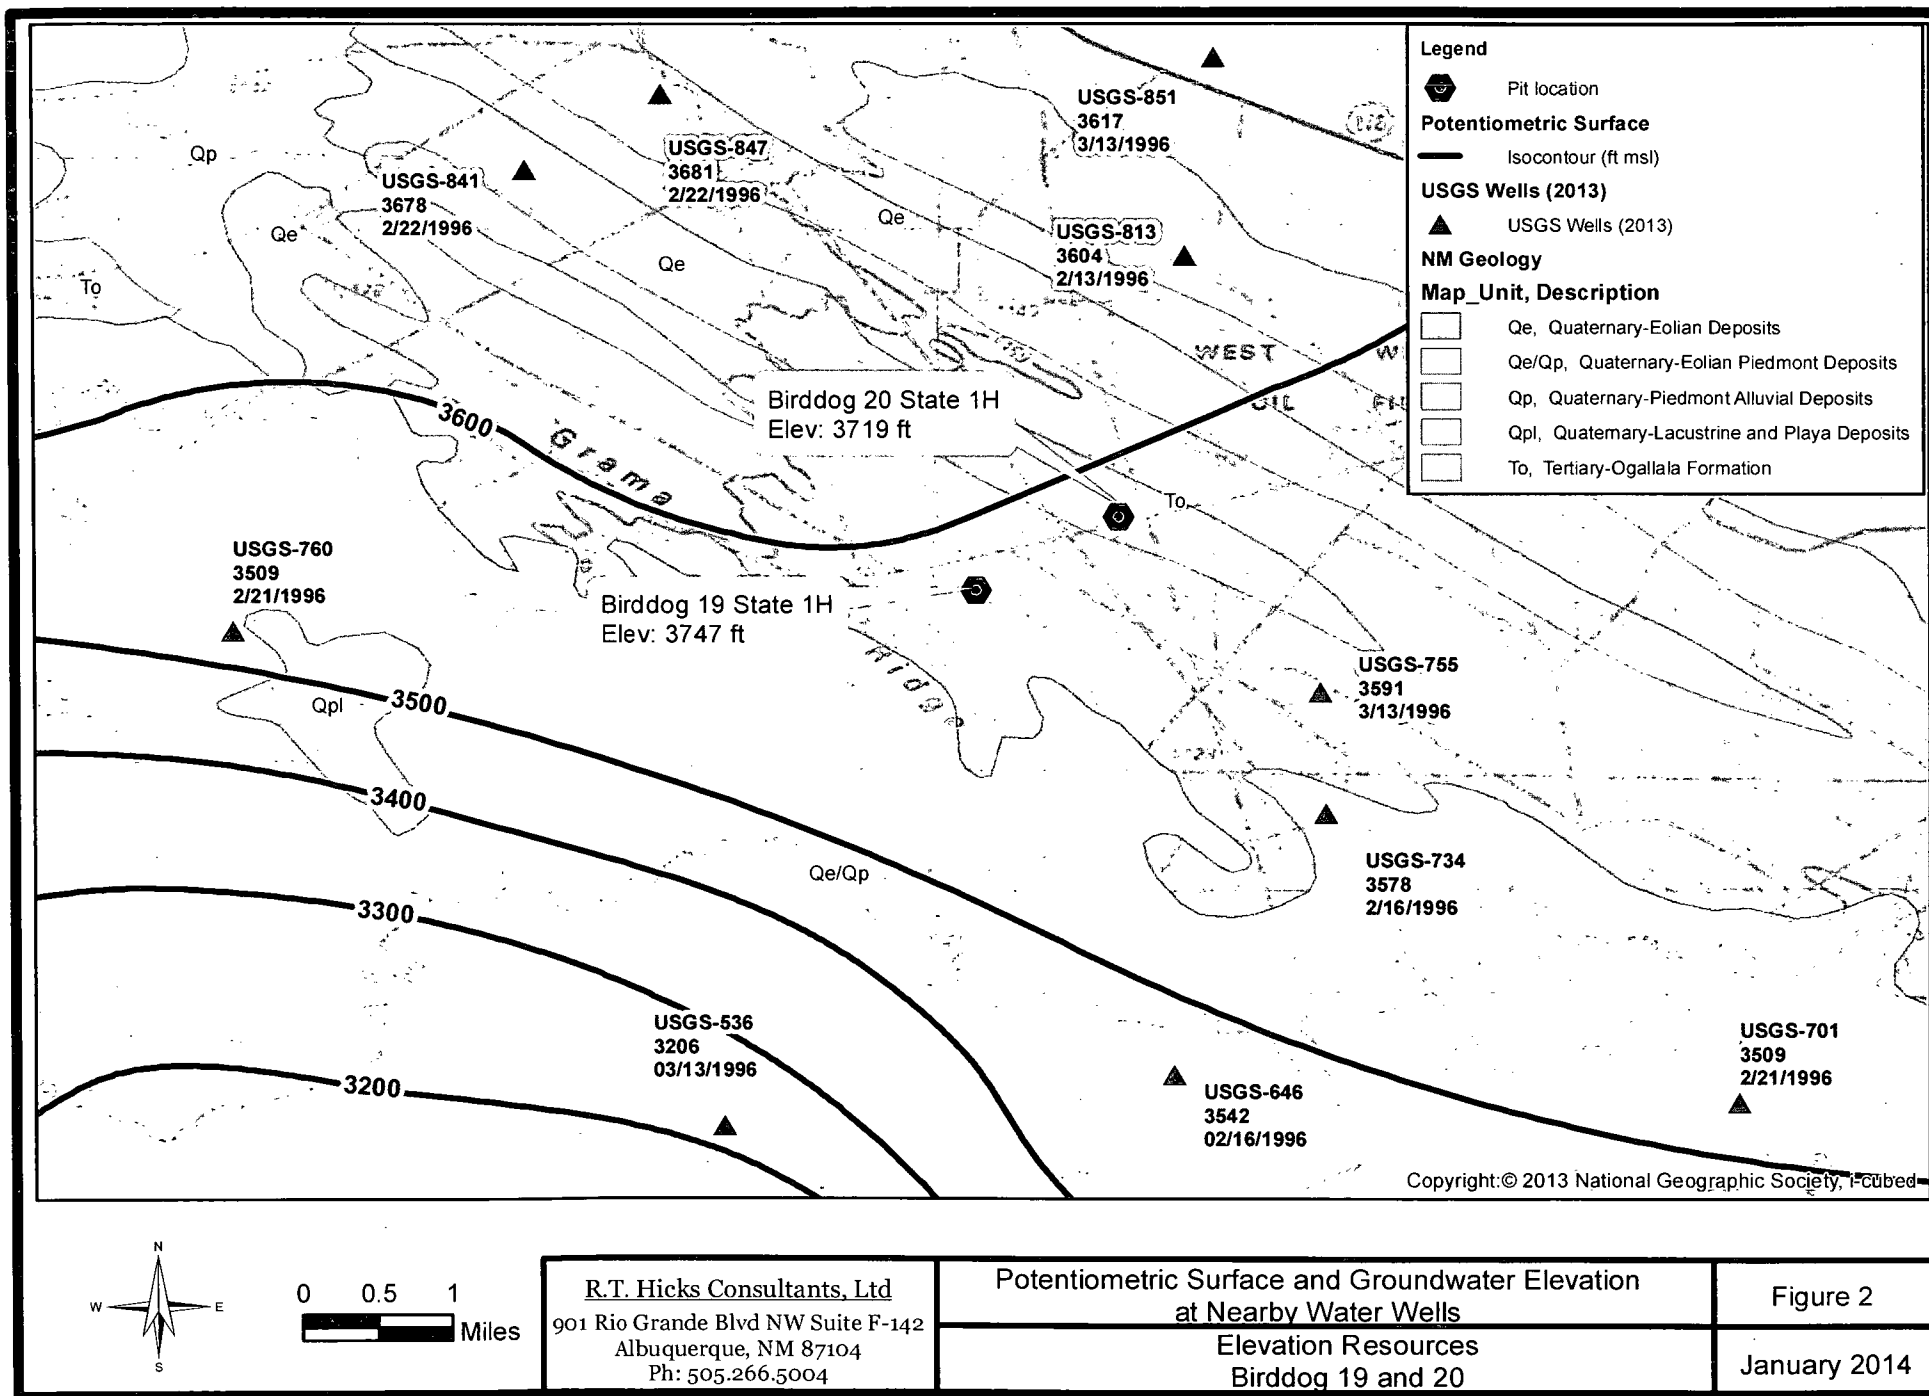 Legend
Pit location
Potentiometric Surface
Isocontour (ft msl)
USGS Wells (2013)
USGS Wells (2013)
NM Geology
Map_Unit, Description
Qe, Quaternary-Eolian Deposits
Qe/Qp, Quaternary-Eolian Piedmont Deposits
Qp, Quaternary-Piedmont Alluvial Deposits
Qpl, Quaternary-Lacustrine and Playa Deposits
To, Tertiary-Ogallala Formation
USGS-851
3617
3/13/1996
Qp
USGS-847
3681
2/22/1996
USGS-841
3678
2/22/1996
Qe
Qe
Qe
USGS-813
3604
2/13/1996
To
WEST
OIL
Birddog 20 State 1H
Elev: 3719 ft
3600
Grama
To
USGS-760
3509
2/21/1996
Birddog 19 State 1H
Elev: 3747 ft
Ridge
USGS-755
3591
3/13/1996
Qpl
3500
3400
Qe/Qp
USGS-734
3578
2/16/1996
3300
USGS-536
3206
03/13/1996
3200
USGS-646
3542
02/16/1996
USGS-701
3509
2/21/1996
Copyright:© 2013 National Geographic Society, i-cubed
N
W
E
S
0 0.5 1
Miles
R.T. Hicks Consultants, Ltd
901 Rio Grande Blvd NW Suite F-142
Albuquerque, NM 87104
Ph: 505.266.5004
Potentiometric Surface and Groundwater Elevation
at Nearby Water Wells
Elevation Resources
Birddog 19 and 20
Figure 2
January 2014